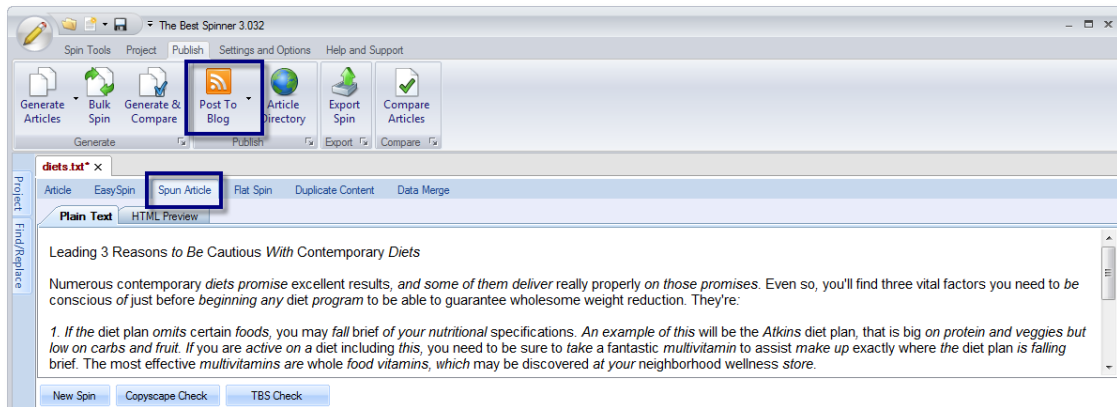 The Best Spinner 3.032
Spin Tools Project Publish Settings and Options Help and Support
Generate Articles
Bulk Spin
Generate & Compare
Post To Blog
Article Directory
Export Spin
Compare Articles
Generate Publish Export Compare
diets.txt* x
Project
Find/Replace
Article EasySpin Spun Article Flat Spin Duplicate Content Data Merge
Plain Text HTML Preview
Leading 3 Reasons to Be Cautious With Contemporary Diets
Numerous contemporary diets promise excellent results, and some of them deliver really properly on those promises. Even so, you'll find three vital factors you need to be
conscious of just before beginning any diet program to be able to guarantee wholesome weight reduction. They're:
1. If the diet plan omits certain foods, you may fall brief of your nutritional specifications. An example of this will be the Atkins diet plan, that is big on protein and veggies but
low on carbs and fruit. If you are active on a diet including this, you need to be sure to take a fantastic multivitamin to assist make up exactly where the diet plan is falling
brief. The most effective multivitamins are whole food vitamins, which may be discovered at your neighborhood wellness store.
New Spin Copyscape Check TBS Check